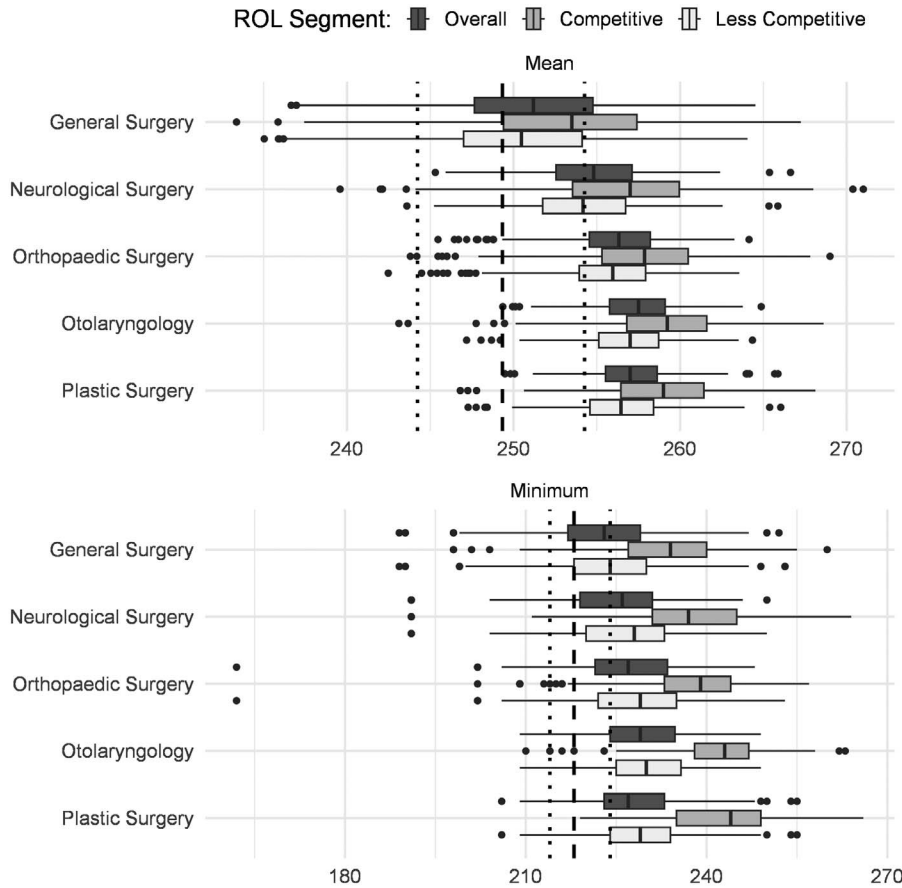 ROL Segment: Overall Competitive Less Competitive
Mean
General Surgery
Neurological Surgery
Orthopaedic Surgery
Otolaryngology
Plastic Surgery
240 250 260 270
Minimum
General Surgery
Neurological Surgery
Orthopaedic Surgery
Otolaryngology
Plastic Surgery
180 210 240 270